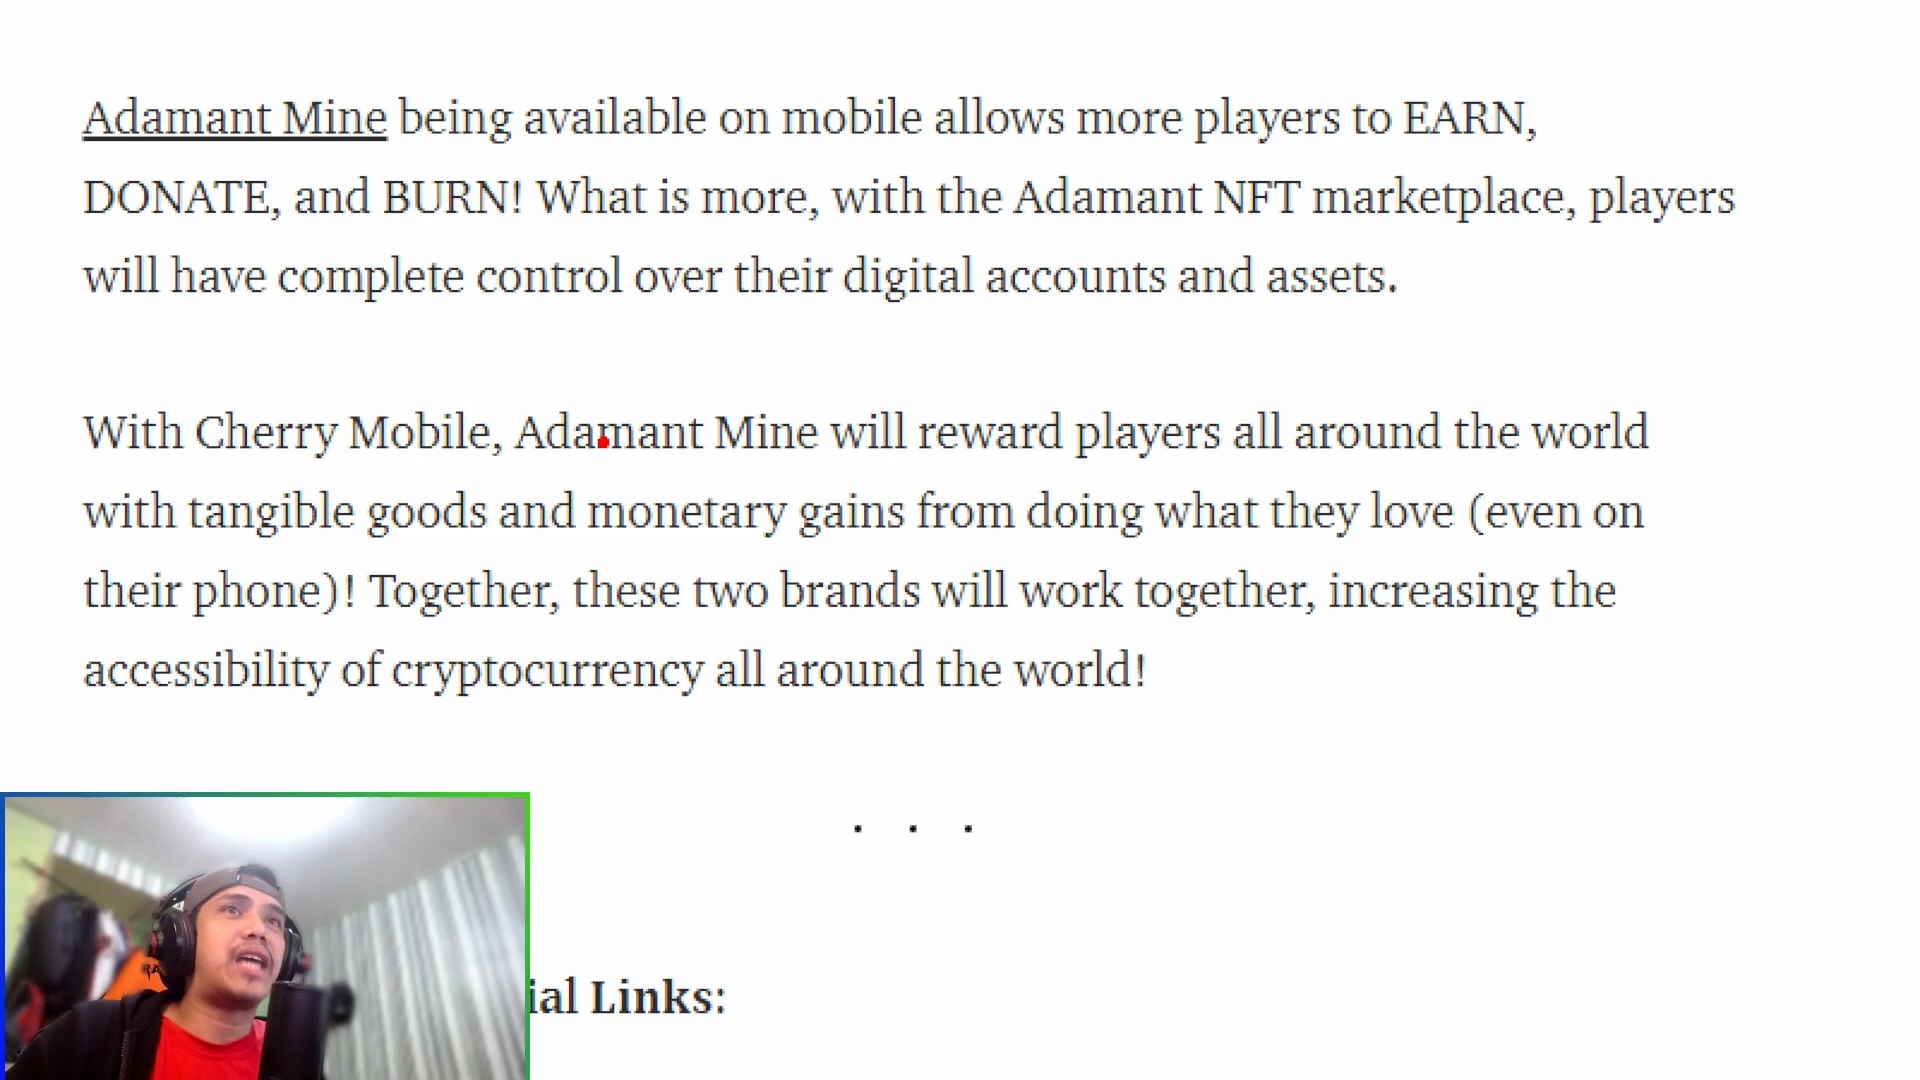 Adamant Mine being available on mobile allows more players to EARN,
DONATE, and BURN! What is more, with the Adamant NFT marketplace, players
will have complete control over their digital accounts and assets.
With Cherry Mobile, Adamant Mine will reward players all around the world
with tangible goods and monetary gains from doing what they love (even on
their phone)! Together, these two brands will work together, increasing the
accessibility of cryptocurrency all around the world!
. . .
ial Links: